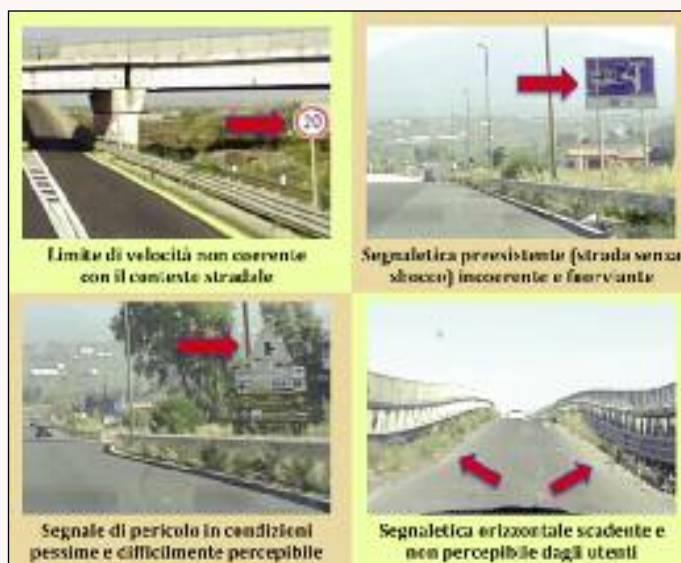 20
Limite di velocità non coerente
con il contesto stradale
Segnaletica preesistente (strada senza
sbocco) incoerente e fuorviante
Segnale di pericolo in condizioni
pessime e difficilmente percepibile
Segnaletica orizzontale scadente e
non percepibile dagli utenti